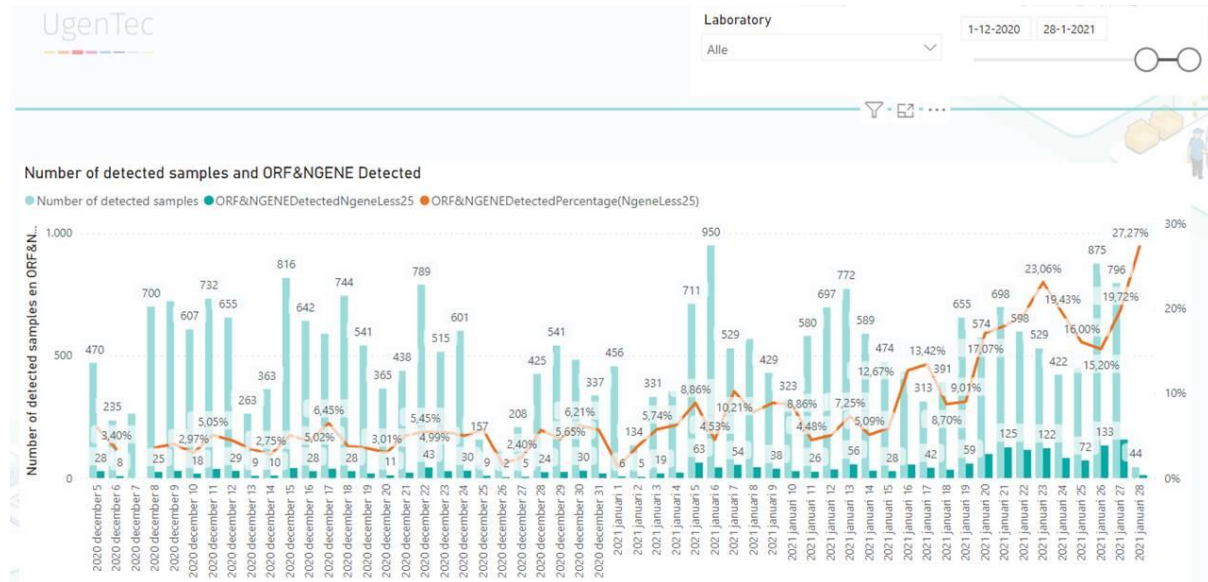 UgenTec
Laboratory
Alle
1-12-2020 28-1-2021
Number of detected samples and ORF&NGENE Detected
Number of detected samples ORF&NGENEDetectedNgeneLess25 ORF&NGENEDetectedPercentage(NgeneLess25)
Number of detected samples en ORF&N...
1.000
500
0
30%
20%
10%
0%
470 235 700 607 732 655 263 363 816 642 744 541 365 438 789 515 601 157 208 425 541 337 456 134 331 711 950 529 429 323 580 697 772 589 474 313 391 655 574 698 598 529 422 875 796 44
3,40% 2,97% 5,05% 2,75% 5,02% 6,45% 3,01% 5,45% 4,99% 2,40% 5,65% 6,21% 5,74% 8,86% 4,53% 10,21% 8,86% 4,48% 7,25% 5,09% 12,67% 13,42% 8,70% 9,01% 17,07% 23,06% 19,43% 16,00% 15,20% 19,72% 27,27%
28 8 25 18 29 9 10 28 28 11 43 30 9 2 5 24 30 6 5 19 63 54 38 26 56 28 42 59 125 122 72 133
2020 december 5
2020 december 6
2020 december 7
2020 december 8
2020 december 9
2020 december 10
2020 december 11
2020 december 12
2020 december 13
2020 december 14
2020 december 15
2020 december 16
2020 december 17
2020 december 18
2020 december 19
2020 december 20
2020 december 21
2020 december 22
2020 december 23
2020 december 24
2020 december 25
2020 december 26
2020 december 27
2020 december 28
2020 december 29
2020 december 30
2020 december 31
2021 januari 1
2021 januari 2
2021 januari 3
2021 januari 4
2021 januari 5
2021 januari 6
2021 januari 7
2021 januari 8
2021 januari 9
2021 januari 10
2021 januari 11
2021 januari 12
2021 januari 13
2021 januari 14
2021 januari 15
2021 januari 16
2021 januari 17
2021 januari 18
2021 januari 19
2021 januari 20
2021 januari 21
2021 januari 22
2021 januari 23
2021 januari 24
2021 januari 25
2021 januari 26
2021 januari 27
2021 januari 28